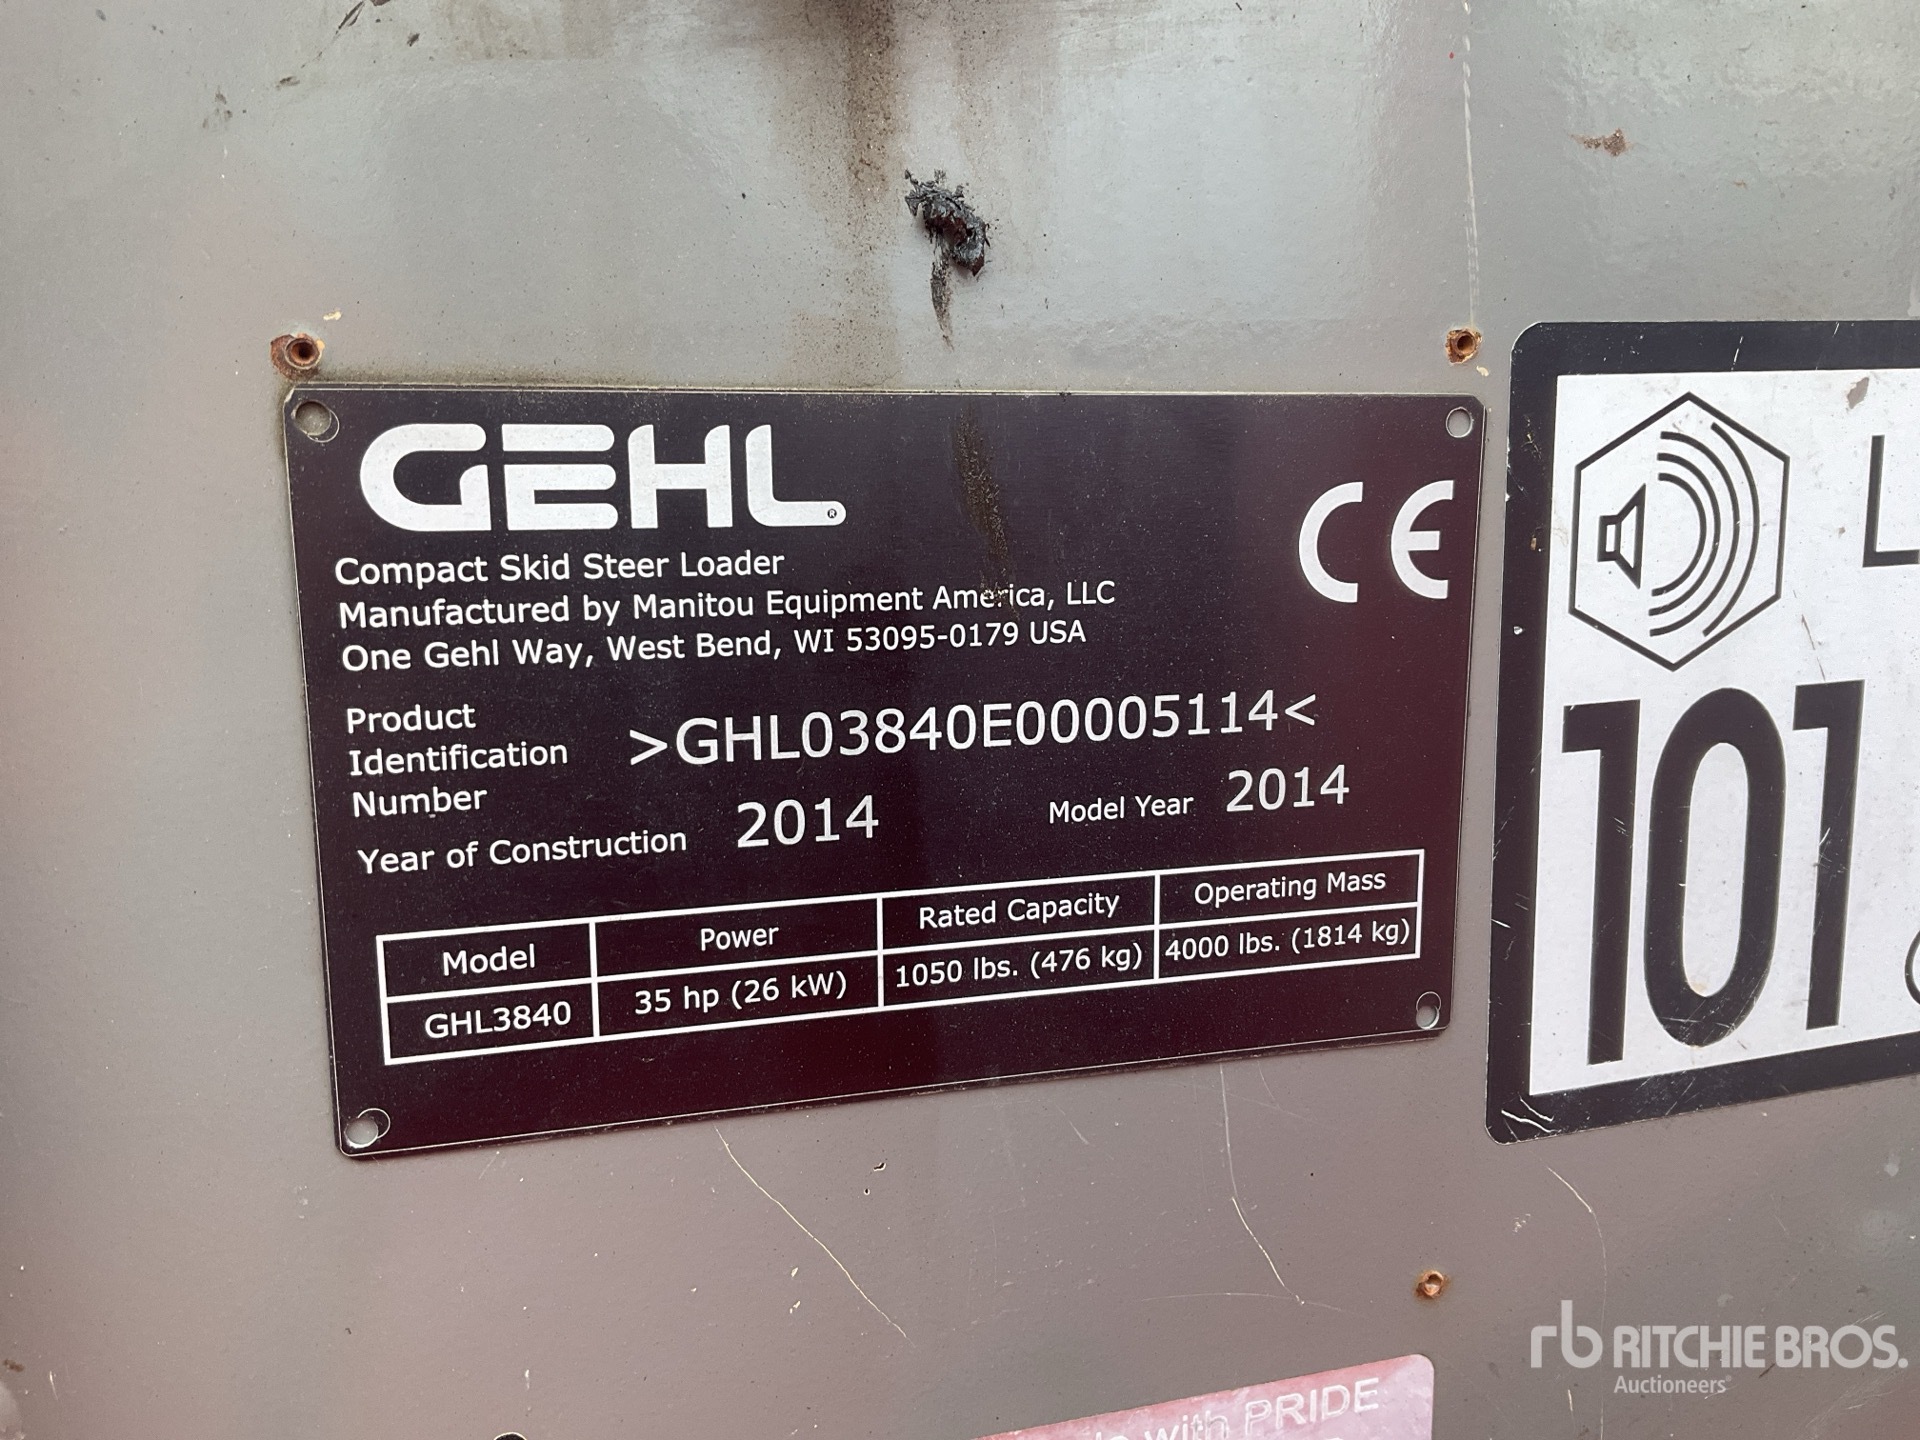 GEHL®
CE
Compact Skid Steer Loader
Manufactured by Manitou Equipment America, LLC
One Gehl Way, West Bend, WI 53095-0179 USA
Product
Identification
Number
>GHL03840E00005114<
Year of Construction 2014 Model Year 2014
Model Power Rated Capacity Operating Mass
GHL3840 35 hp (26 kW) 1050 lbs. (476 kg) 4000 lbs. (1814 kg)
L
101
with PRIDE
rb RITCHIE BROS.
Auctioneers